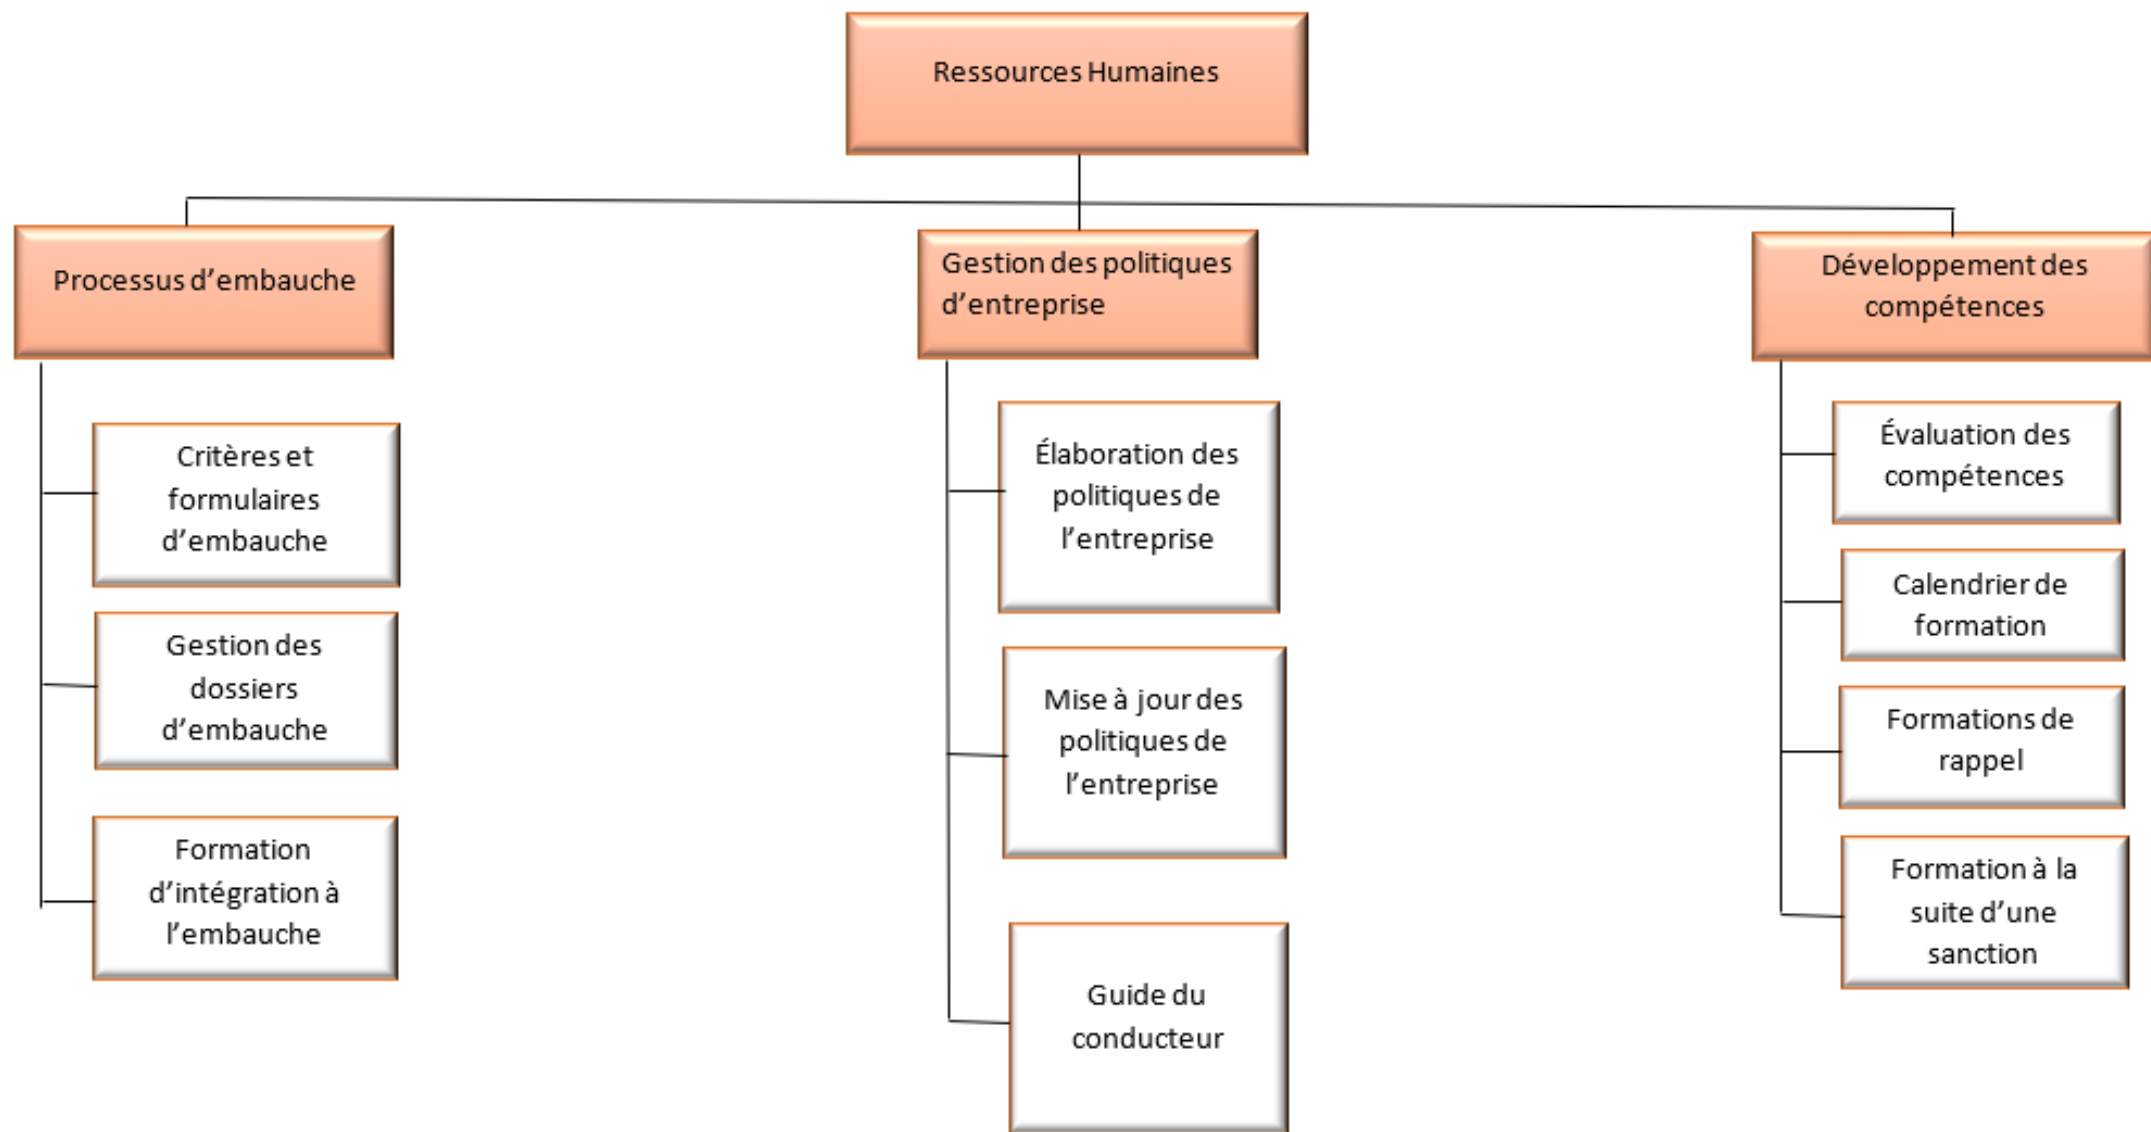 Ressources Humaines
Processus d’embauche
Critères et
formulaires
d’embauche
Gestion des
dossiers
d’embauche
Formation
d’intégration à
l’embauche
Gestion des politiques
d’entreprise
Élaboration des
politiques de
l’entreprise
Mise à jour des
politiques de
l’entreprise
Guide du
conducteur
Développement des
compétences
Évaluation des
compétences
Calendrier de
formation
Formations de
rappel
Formation à la
suite d’une
sanction